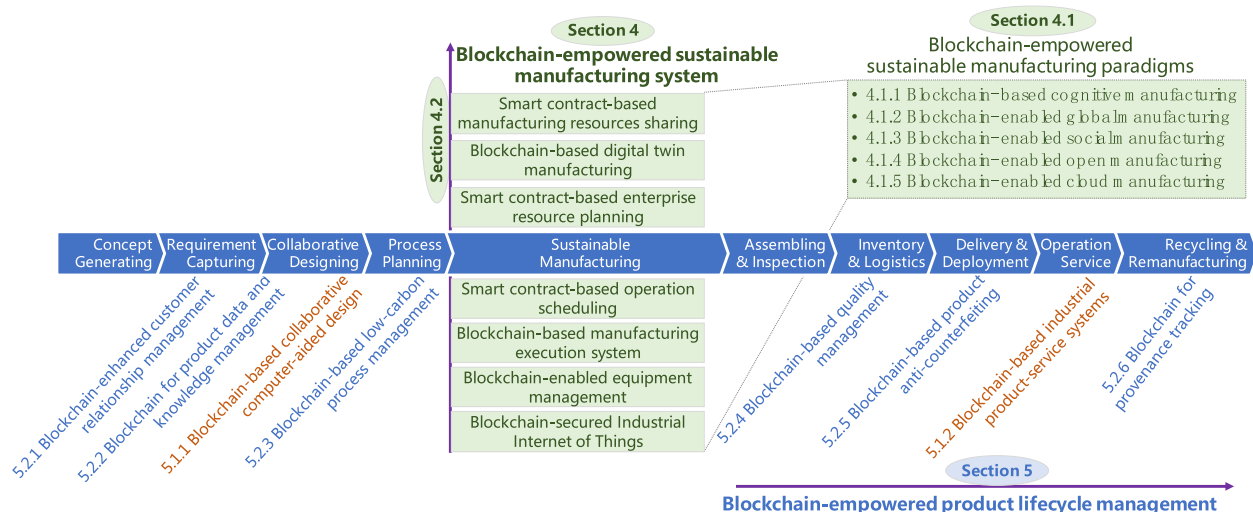 Section 4
Blockchain-empowered sustainable
manufacturing system
Section 4.2
Smart contract-based
manufacturing resources sharing
Blockchain-based digital twin
manufacturing
Smart contract-based enterprise
resource planning
Section 4.1
Blockchain-empowered
sustainable manufacturing paradigms
• 4.1.1 Blockchain-based cognitive manufacturing
• 4.1.2 Blockchain-enabled global manufacturing
• 4.1.3 Blockchain-enabled social manufacturing
• 4.1.4 Blockchain-enabled open manufacturing
• 4.1.5 Blockchain-enabled cloud manufacturing
Concept
Generating
Requirement
Capturing
Collaborative
Designing
Process
Planning
Sustainable
Manufacturing
Assembling
& Inspection
Inventory
& Logistics
Delivery &
Deployment
Operation
Service
Recycling &
Remanufacturing
5.2.1 Blockchain-enhanced customer
relationship management
5.2.2 Blockchain for product data and
knowledge management
5.1.1 Blockchain-based collaborative
computer-aided design
5.2.3 Blockchain-based low-carbon
process management
Smart contract-based operation
scheduling
Blockchain-based manufacturing
execution system
Blockchain-enabled equipment
management
Blockchain-secured Industrial
Internet of Things
5.2.4 Blockchain-based quality
management
5.2.5 Blockchain-based product
anti-counterfeiting
5.1.2 Blockchain-based industrial
product-service systems
5.2.6 Blockchain for
provenance tracking
Section 5
Blockchain-empowered product lifecycle management